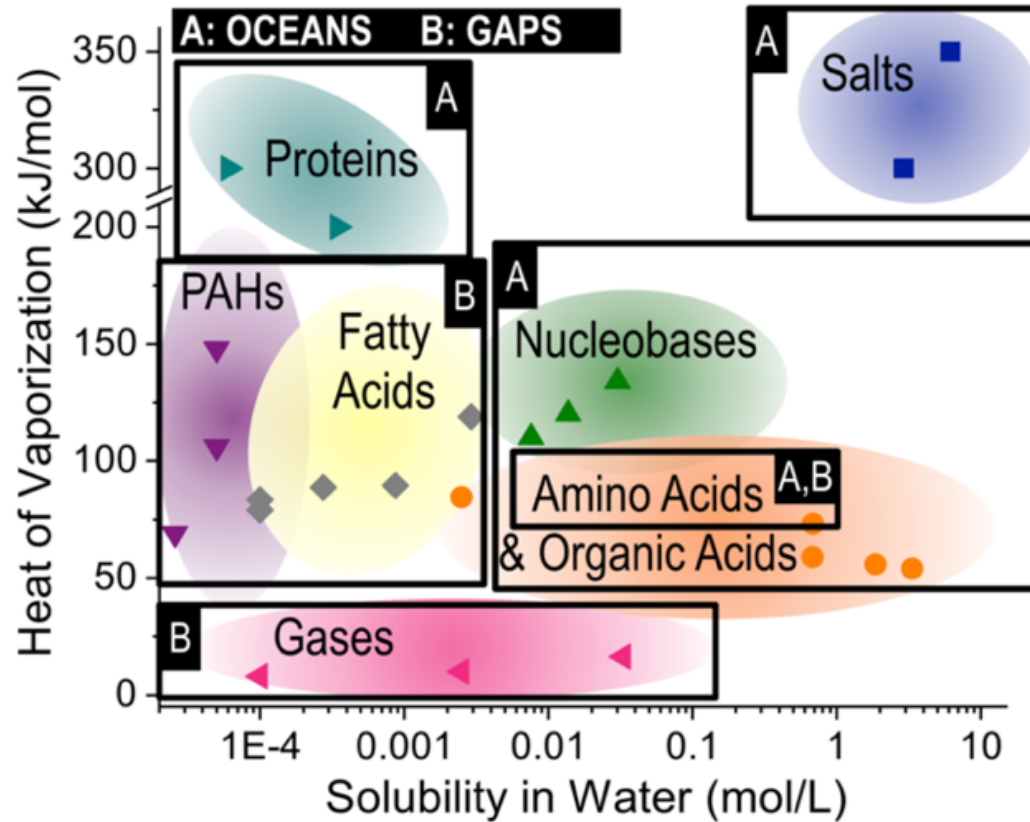 A: OCEANS B: GAPS
Heat of Vaporization (kJ/mol)
350
300
200
150
100
50
0
A
Proteins
A
Salts
PAHs
B
Fatty
Acids
A
Nucleobases
Amino Acids
A,B
& Organic Acids
B
Gases
1E-4 0.001 0.01 0.1 1 10
Solubility in Water (mol/L)